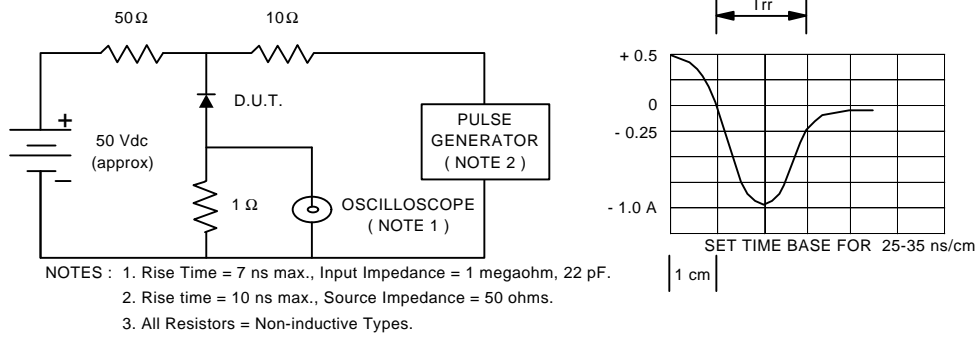 50Ω
10Ω
Trr
+ 0.5
D.U.T.
+
50 Vdc
(approx)
−
PULSE
GENERATOR
( NOTE 2 )
0
- 0.25
1 Ω
OSCILLOSCOPE
( NOTE 1 )
- 1.0 A
SET TIME BASE FOR 25-35 ns/cm
1 cm
NOTES : 1. Rise Time = 7 ns max., Input Impedance = 1 megaohm, 22 pF.
2. Rise time = 10 ns max., Source Impedance = 50 ohms.
3. All Resistors = Non-inductive Types.